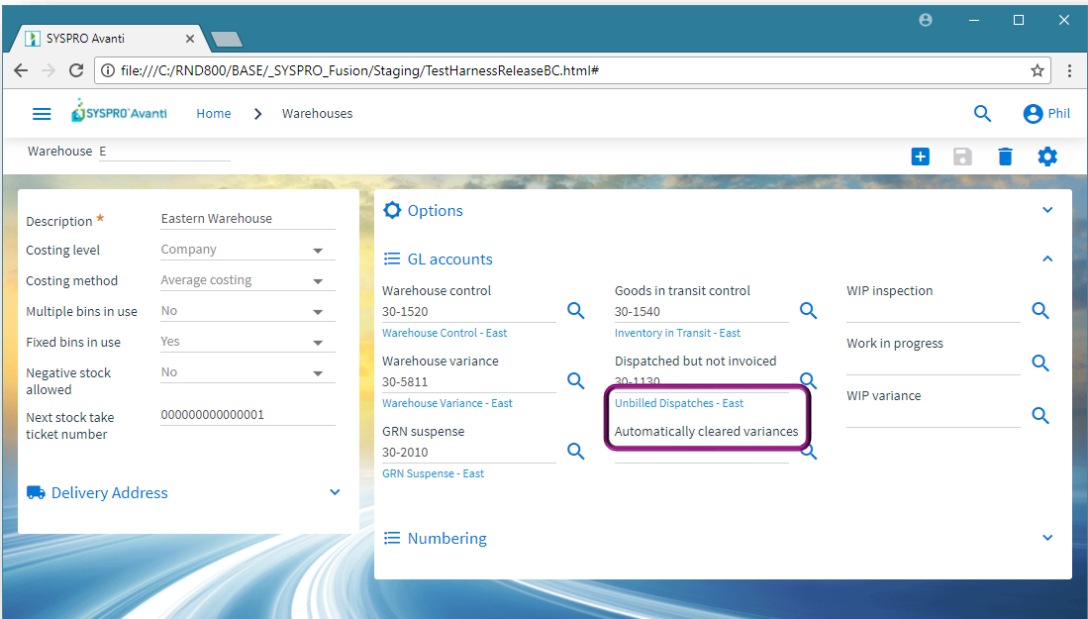 SYSPRO Avanti
file:///C:/RND800/BASE/_SYSPRO_Fusion/Staging/TestHarnessReleaseBC.html#
SYSPRO Avanti Home Warehouses Phil
Warehouse E
Description * Eastern Warehouse
Costing level Company
Costing method Average costing
Multiple bins in use No
Fixed bins in use Yes
Negative stock allowed No
Next stock take ticket number 000000000000001
Delivery Address
Options
GL accounts
Warehouse control
30-1520
Warehouse Control - East
Warehouse variance
30-5811
Warehouse Variance - East
GRN suspense
30-2010
GRN Suspense - East
Goods in transit control
30-1540
Inventory in Transit - East
Dispatched but not invoiced
30-1130
Unbilled Dispatches - East
Automatically cleared variances
WIP inspection
Work in progress
WIP variance
Numbering